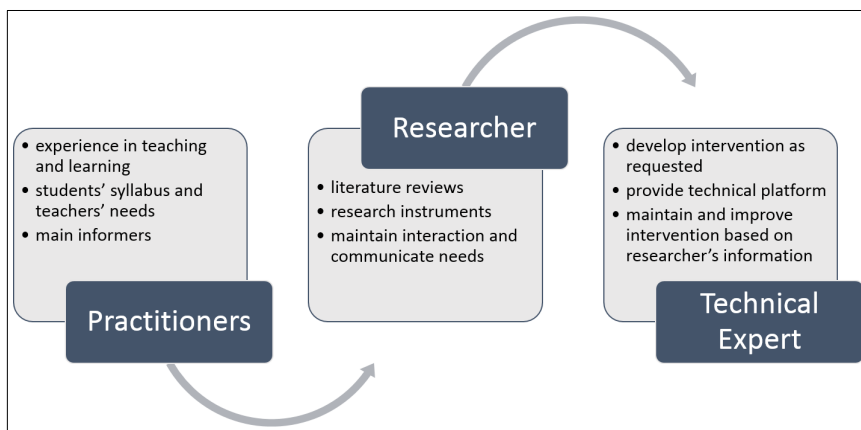 • experience in teaching
and learning
• students’ syllabus and
teachers’ needs
• main informers
Practitioners
Researcher
• literature reviews
• research instruments
• maintain interaction and
communicate needs
• develop intervention as
requested
• provide technical platform
• maintain and improve
intervention based on
researcher’s information
Technical
Expert